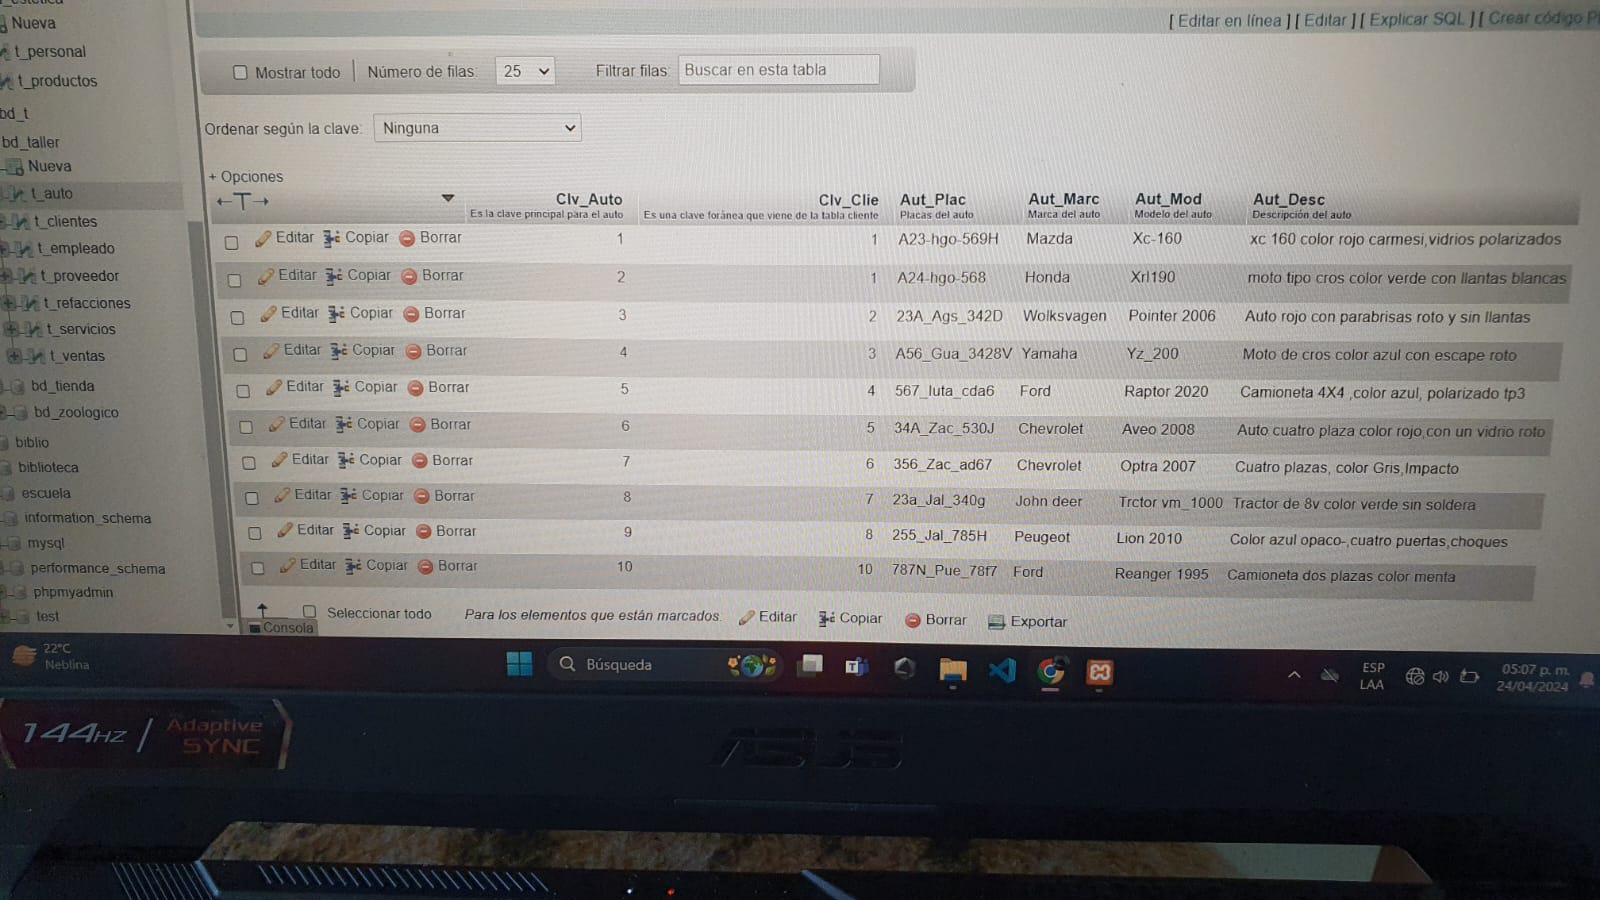 Nueva
t_personal
t_productos
bd_t
bd_taller
Nueva
t_auto
t_clientes
t_empleado
t_proveedor
t_refacciones
t_servicios
t_ventas
bd_tienda
bd_zoologico
biblio
biblioteca
escuela
information_schema
mysql
performance_schema
phpmyadmin
test
[ Editar en línea ] [ Editar ] [ Explicar SQL ] [ Crear código
Mostrar todo Número de filas: 25 Filtrar filas: Buscar en esta tabla
Ordenar según la clave: Ninguna
+ Opciones
←T→ Clv_Auto Clv_Clie Aut_Plac Aut_Marc Aut_Mod Aut_Desc
Es la clave principal para el auto Es una clave foránea que viene de la tabla cliente Placas del auto Marca del auto Modelo del auto Descripción del auto
Editar Copiar Borrar 1 1 A23-hgo-569H Mazda Xc-160 xc 160 color rojo carmesi,vidrios polarizados
Editar Copiar Borrar 2 1 A24-hgo-568 Honda Xrl190 moto tipo cros color verde con llantas blancas
Editar Copiar Borrar 3 2 23A_Ags_342D Wolksvagen Pointer 2006 Auto rojo con parabrisas roto y sin llantas
Editar Copiar Borrar 4 3 A56_Gua_3428V Yamaha Yz_200 Moto de cros color azul con escape roto
Editar Copiar Borrar 5 4 567_luta_cda6 Ford Raptor 2020 Camioneta 4X4 ,color azul, polarizado tp3
Editar Copiar Borrar 6 5 34A_Zac_530J Chevrolet Aveo 2008 Auto cuatro plaza color rojo,con un vidrio roto
Editar Copiar Borrar 7 6 356_Zac_ad67 Chevrolet Optra 2007 Cuatro plazas, color Gris,Impacto
Editar Copiar Borrar 8 7 23a_Jal_340g John deer Trctor vm_1000 Tractor de 8v color verde sin soldera
Editar Copiar Borrar 9 8 255_Jal_785H Peugeot Lion 2010 Color azul opaco-,cuatro puertas,choques
Editar Copiar Borrar 10 10 787N_Pue_78f7 Ford Reanger 1995 Camioneta dos plazas color menta
Seleccionar todo Para los elementos que están marcados: Editar Copiar Borrar Exportar
Consola
22°C
Neblina
Búsqueda
ESP
LAA
05:07 p. m.
24/04/2024
144HZ / Adaptive
SYNC
ASUS